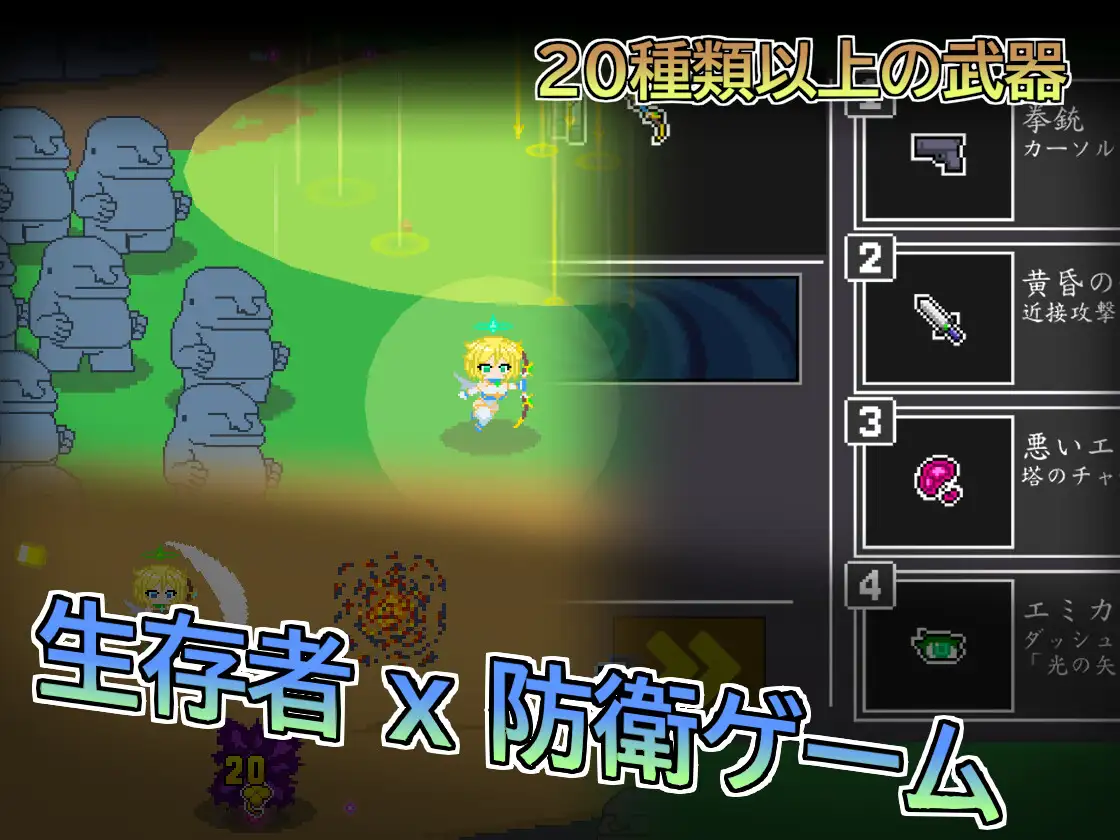 20種類以上の武器
拳銃
カーソル
2
黄昏の
近接攻撃
3
悪いエ
塔のチャ
4
エミカ
ダッシュ
「光の矢
生存者 x 防衛ゲーム
20